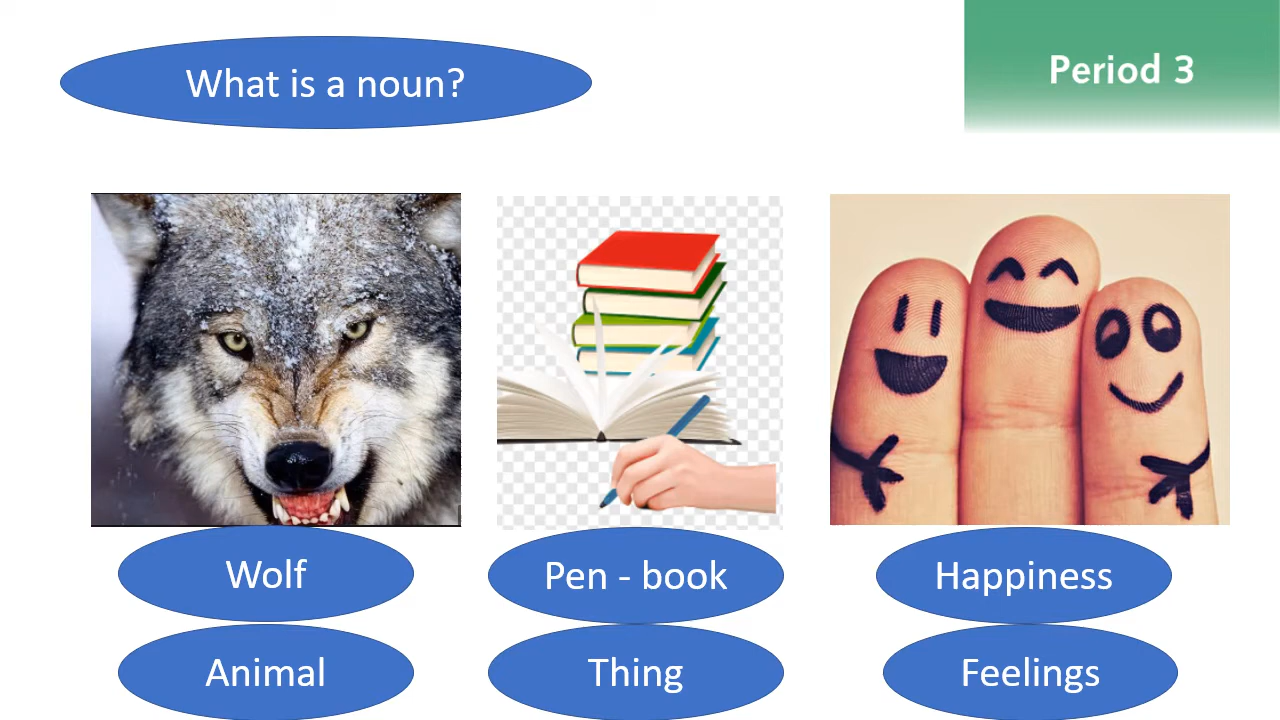 What is a noun?
Period 3
Wolf
Pen - book
Happiness
Animal
Thing
Feelings